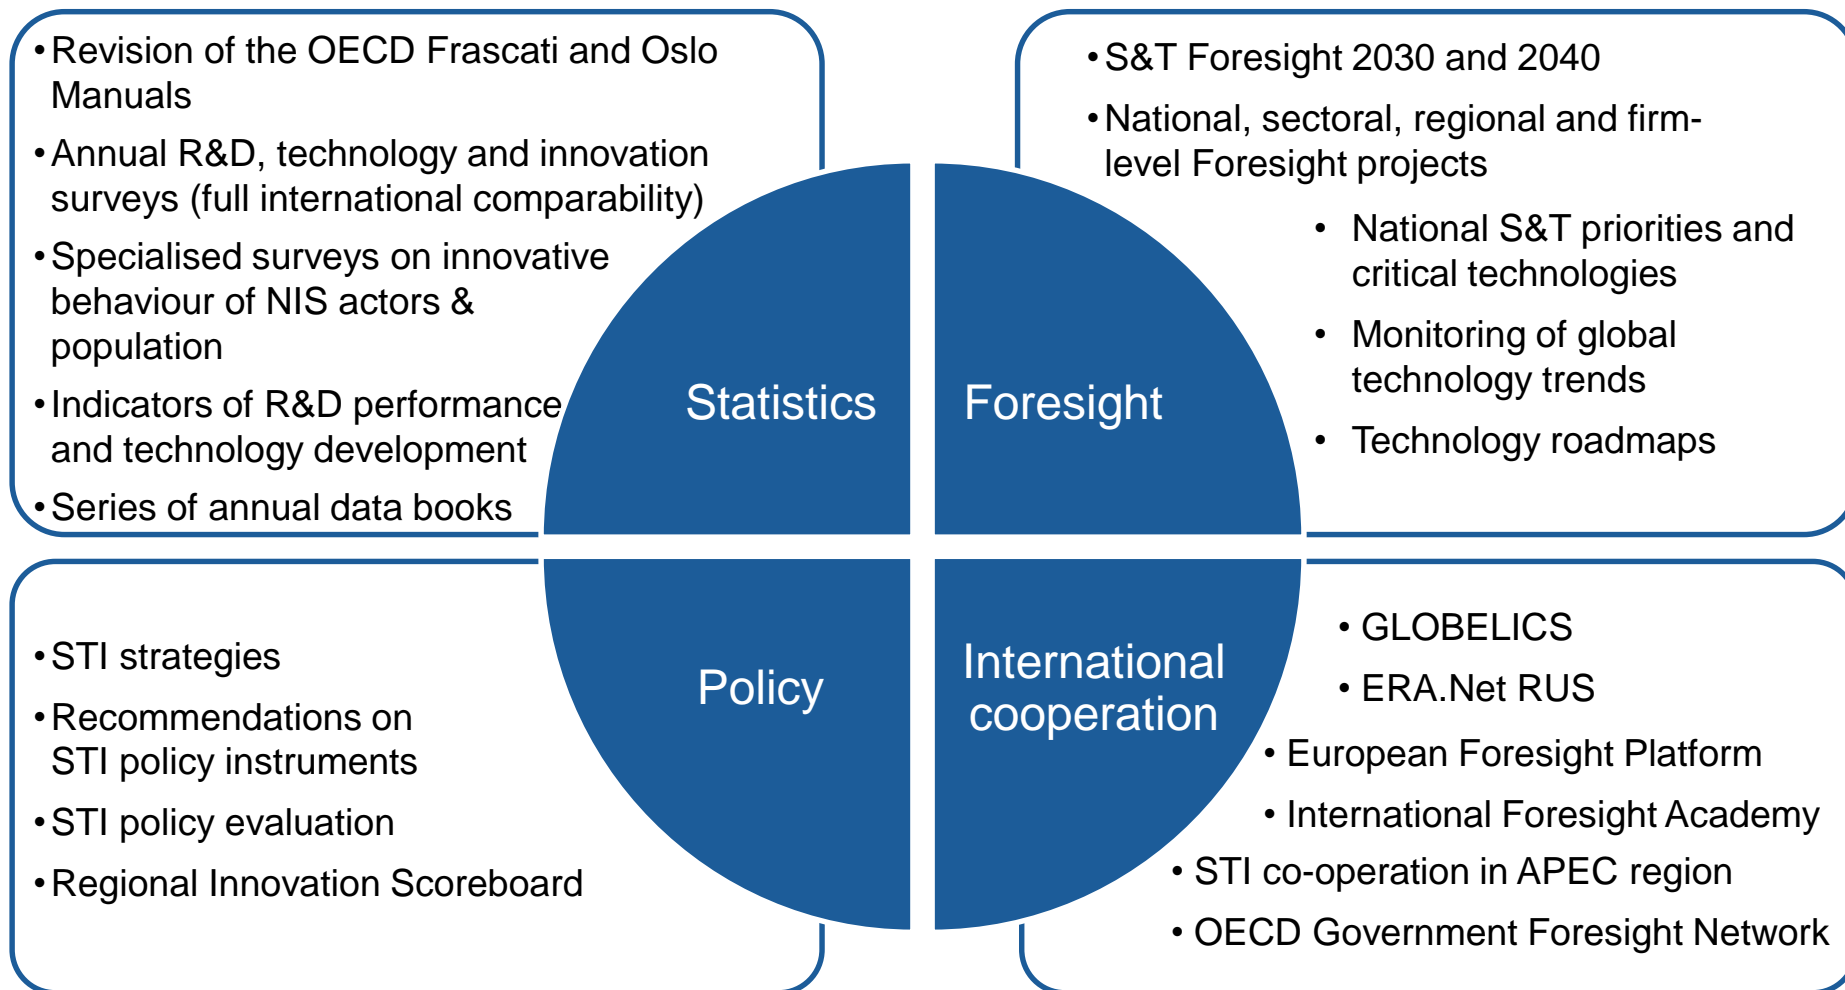 •Revision of the OECD Frascati and Oslo
Manuals
•Annual R&D, technology and innovation
surveys (full international comparability)
•Specialised surveys on innovative
behaviour of NIS actors &
population
•Indicators of R&D performance
and technology development
•Series of annual data books
Statistics
•S&T Foresight 2030 and 2040
•National, sectoral, regional and firm-
level Foresight projects
• National S&T priorities and
critical technologies
• Monitoring of global
technology trends
• Technology roadmaps
Foresight
•STI strategies
•Recommendations on
STI policy instruments
•STI policy evaluation
•Regional Innovation Scoreboard
Policy
International
cooperation
• GLOBELICS
• ERA.Net RUS
• European Foresight Platform
• International Foresight Academy
• STI co-operation in APEC region
• OECD Government Foresight Network